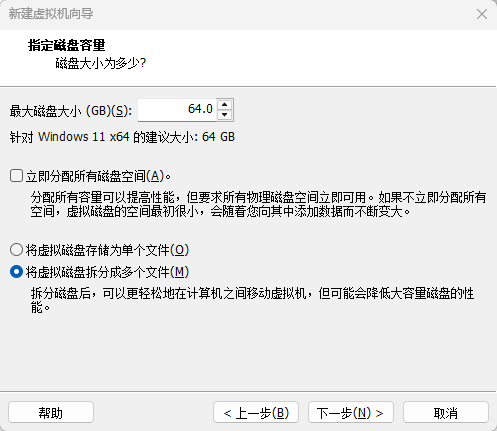 新建虚拟机向导
指定磁盘容量
磁盘大小为多少?
最大磁盘大小 (GB)(S): 64.0
针对 Windows 11 x64 的建议大小: 64 GB
立即分配所有磁盘空间(A)。
分配所有容量可以提高性能，但要求所有物理磁盘空间立即可用。如果不立即分配所有
空间，虚拟磁盘的空间最初很小，会随着您向其中添加数据而不断变大。
将虚拟磁盘存储为单个文件(O)
将虚拟磁盘拆分成多个文件(M)
拆分磁盘后，可以更轻松地在计算机之间移动虚拟机，但可能会降低大容量磁盘的性
能。
帮助 < 上一步(B) 下一步(N) > 取消